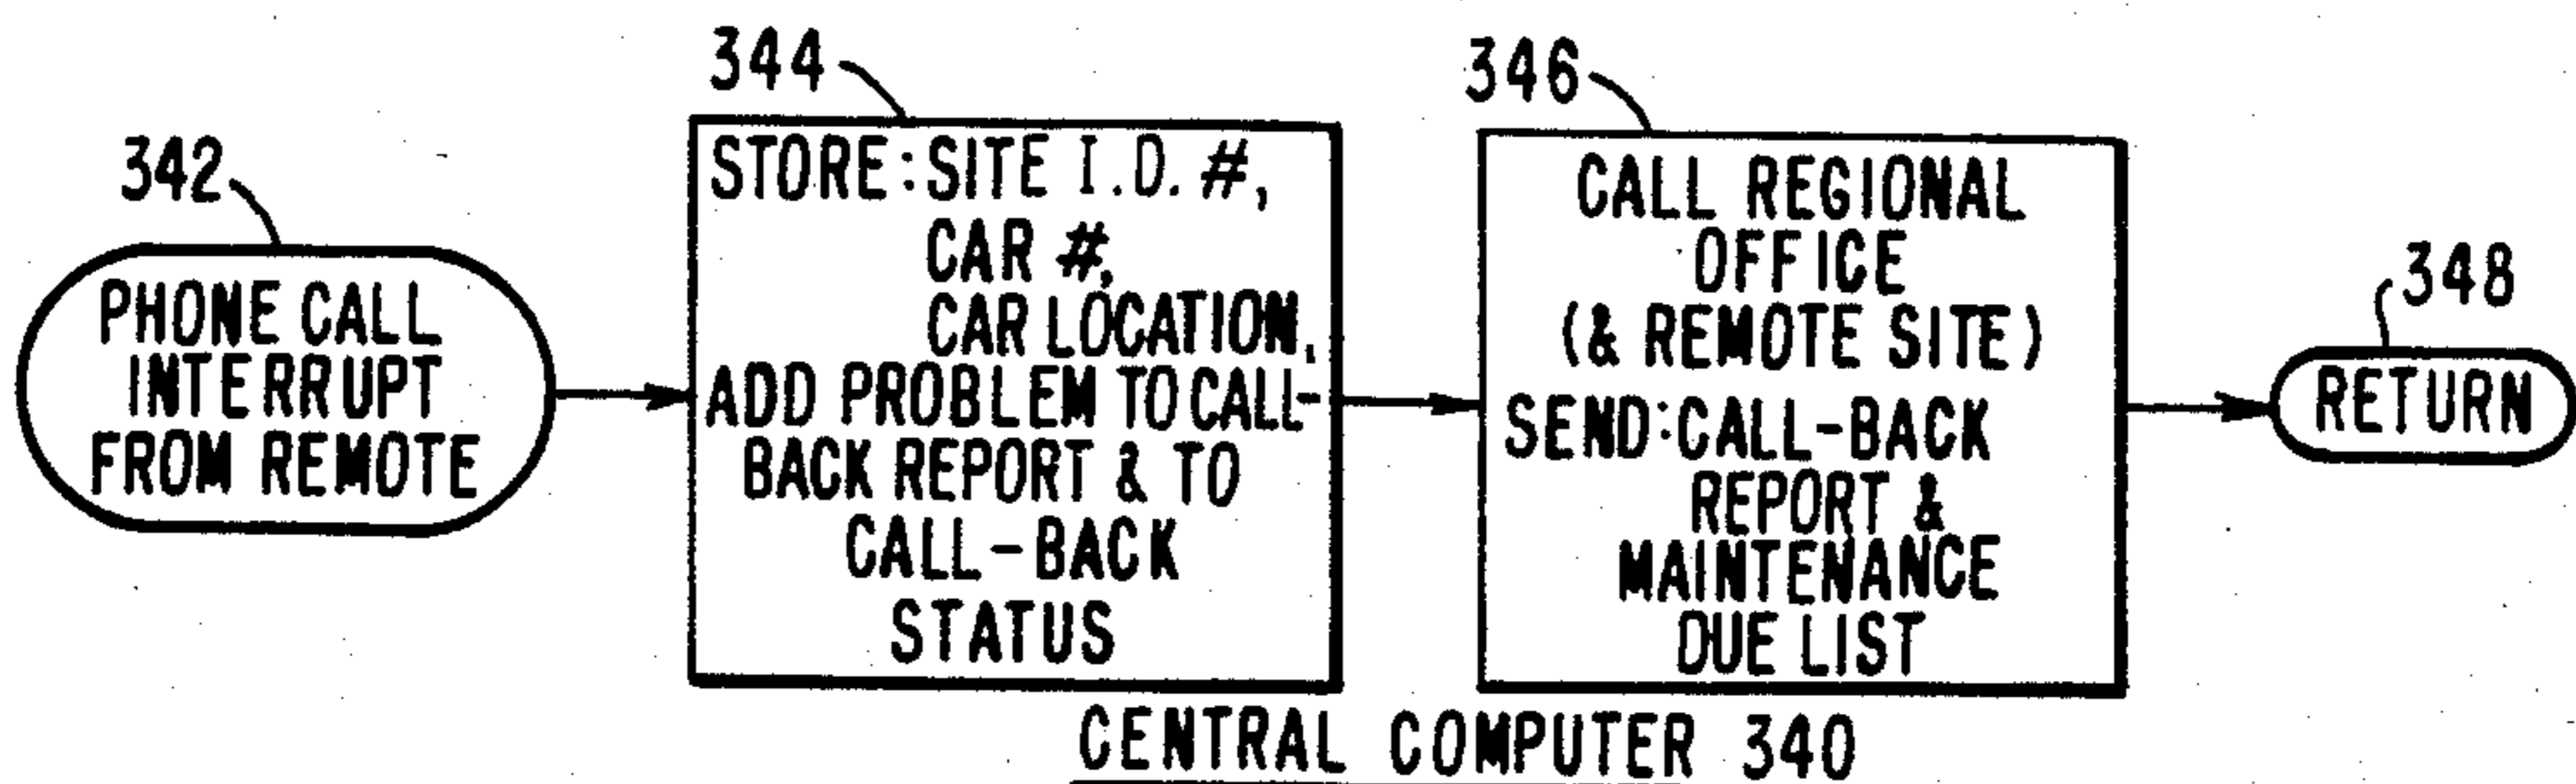 342
PHONE CALL
INTERRUPT
FROM REMOTE
344
STORE: SITE I.D. #,
CAR #,
CAR LOCATION,
ADD PROBLEM TO CALL-
BACK REPORT & TO
CALL-BACK
STATUS
346
CALL REGIONAL
OFFICE
(& REMOTE SITE)
SEND: CALL-BACK
REPORT &
MAINTENANCE
DUE LIST
348
RETURN
CENTRAL COMPUTER 340